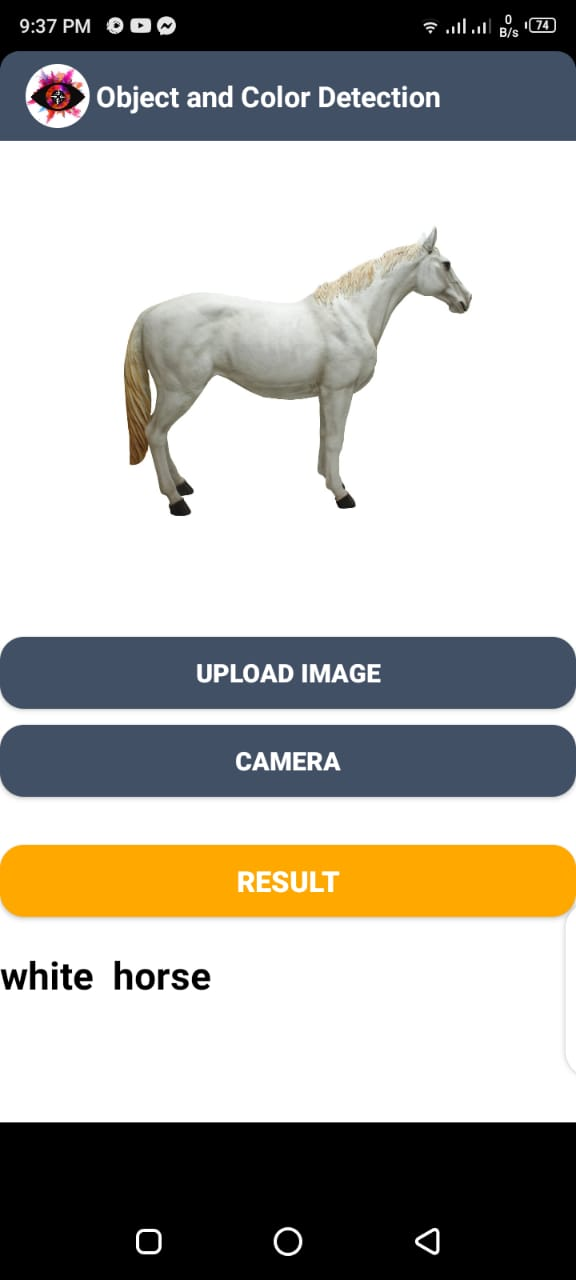 9:37 PM 0 B/s 74
Object and Color Detection
UPLOAD IMAGE
CAMERA
RESULT
white horse